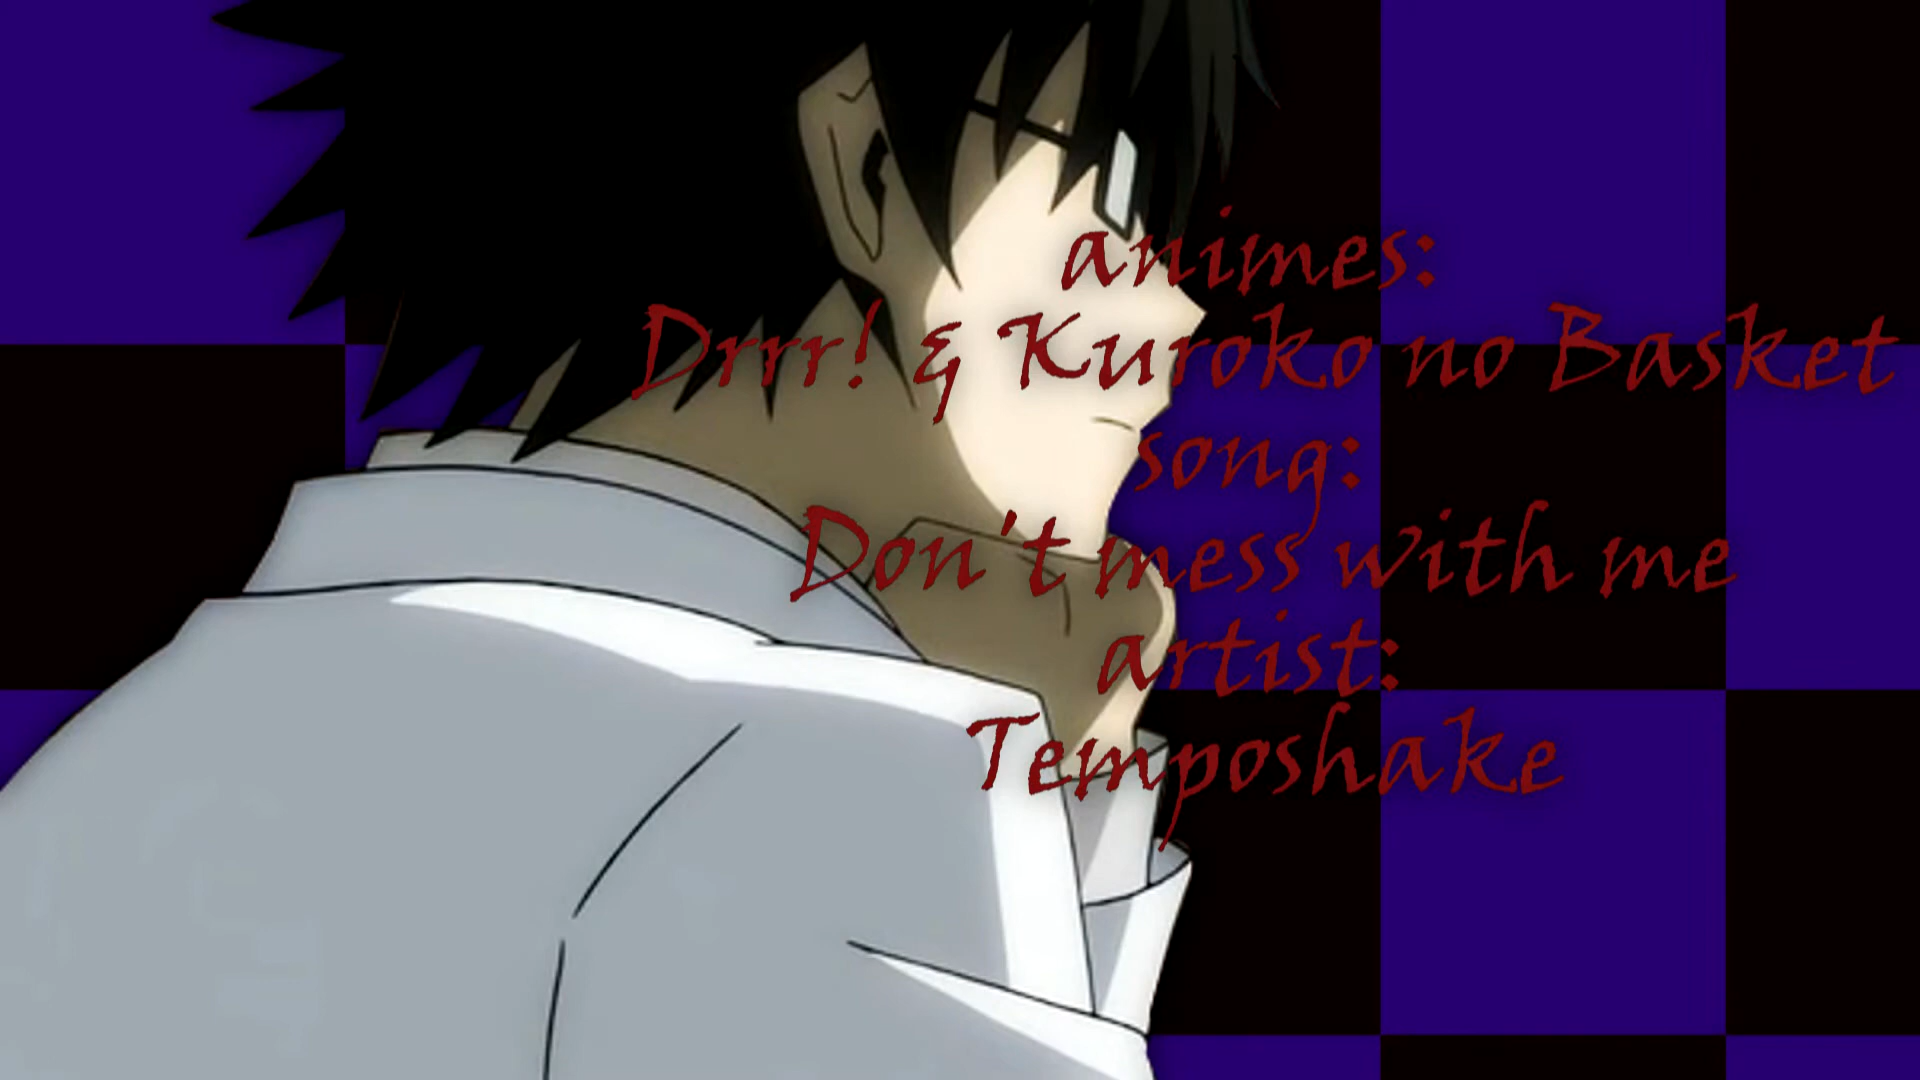 animes:
Drrr! & Kuroko no Basket
song:
Don't mess with me
artist:
Temposhake